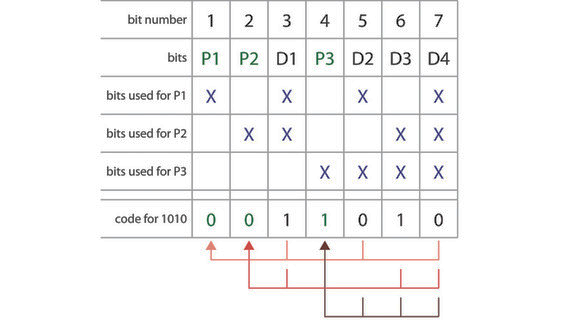 bit number 1 2 3 4 5 6 7
bits P1 P2 D1 P3 D2 D3 D4
bits used for P1 X X X X
bits used for P2 X X X X
bits used for P3 X X X X
code for 1010 0 0 1 1 0 1 0